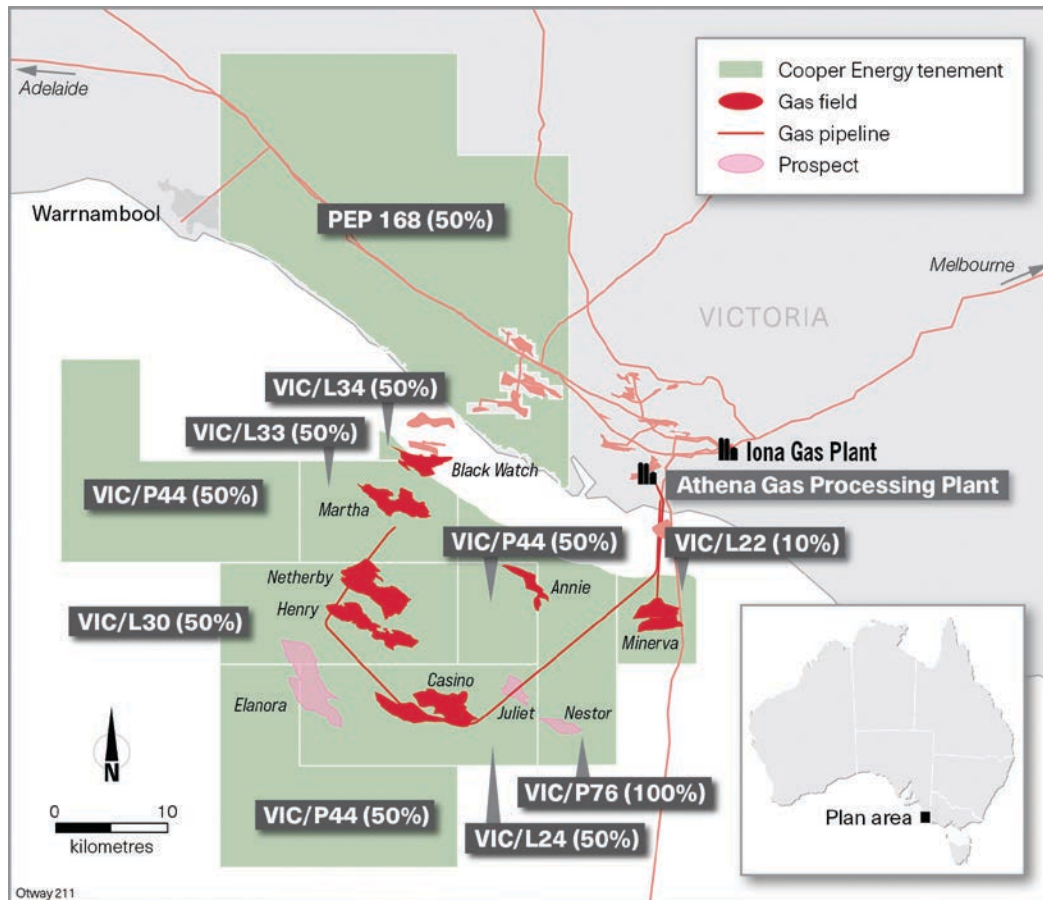 Adelaide
Cooper Energy tenement
Gas field
Gas pipeline
Prospect
Warrnambool
PEP 168 (50%)
Melbourne
VICTORIA
VIC/L34 (50%)
VIC/L33 (50%)
Black Watch
Iona Gas Plant
Athena Gas Processing Plant
VIC/P44 (50%)
Martha
VIC/P44 (50%)
VIC/L22 (10%)
Netherby
Annie
Henry
VIC/L30 (50%)
Minerva
Casino
Elanora
Juliet
Nestor
N
VIC/P76 (100%)
0 10
kilometres
VIC/P44 (50%)
VIC/L24 (50%)
Plan area
Otway 211